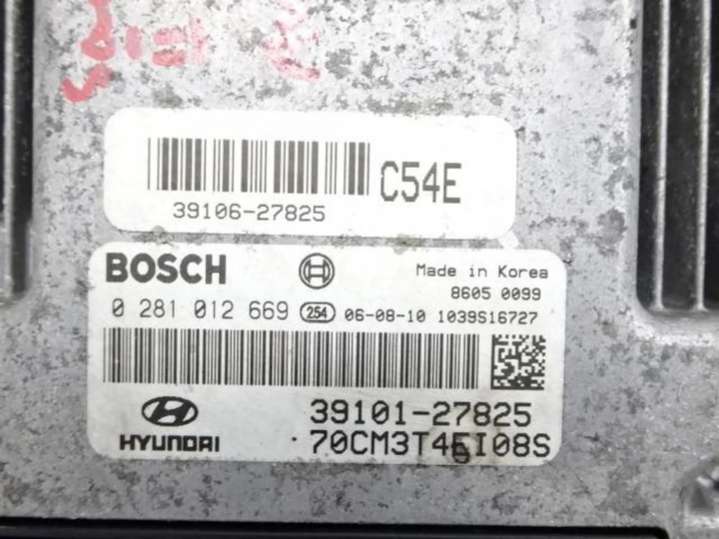 C54E
39106-27825
BOSCH
Made in Korea
8605 0099
0 281 012 669 254 06-08-10 1039S16727
39101-27825
HYUNDAI 70CM3T4EI08S